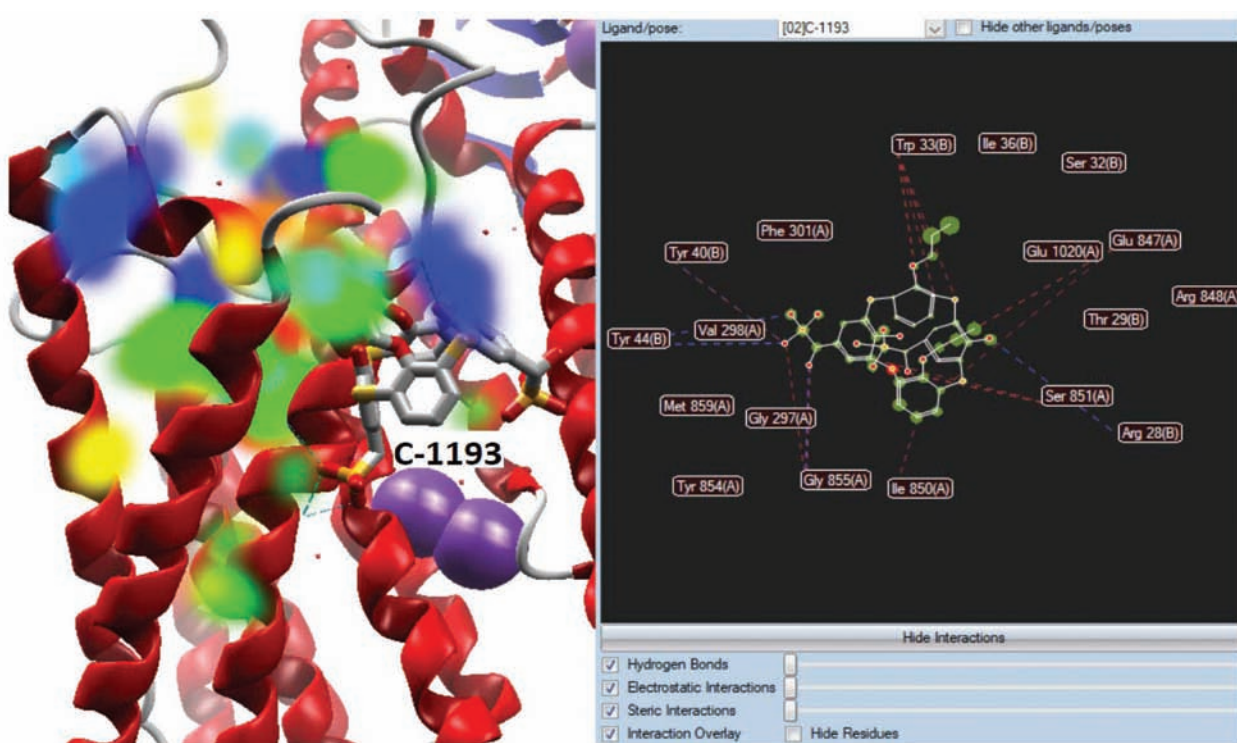 Ligand/pose: [02]C-1193 Hide other ligands/poses
Trp 33(B) Ile 36(B)
Ser 32(B)
Phe 301(A)
Tyr 40(B) Glu 1020(A) Glu 847(A)
Arg 848(A)
Tyr 44(B) Val 298(A) Thr 29(B)
Met 859(A) Gly 297(A) Ser 851(A)
Arg 28(B)
C-1193
Tyr 854(A) Gly 855(A) Ile 850(A)
Hide Interactions
Hydrogen Bonds
Electrostatic Interactions
Steric Interactions
Interaction Overlay Hide Residues